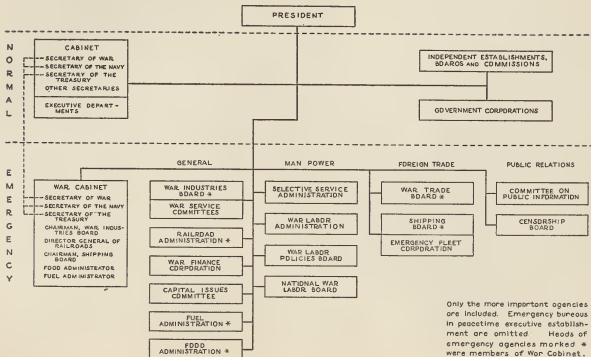 PRESIDENT
NORMAL
CABINET
SECRETARY OF WAR
SECRETARY OF THE NAVY
SECRETARY OF THE
TREASURY
OTHER SECRETARIES
EXECUTIVE DEPART-
MENTS
INDEPENDENT ESTABLISHMENTS,
BOARDS AND COMMISSIONS
GOVERNMENT CORPORATIONS
EMERGENCY
GENERAL
MAN POWER
FOREIGN TRADE
PUBLIC RELATIONS
WAR CABINET
SECRETARY OF WAR
SECRETARY OF THE NAVY
SECRETARY OF THE
TREASURY
CHAIRMAN, WAR INDUS-
TRIES BOARD
DIRECTOR GENERAL OF
RAILROADS
CHAIRMAN, SHIPPING
BOARD
FOOD ADMINISTRATOR
FUEL ADMINISTRATOR
WAR INDUSTRIES
BOARD *
WAR SERVICE
COMMITTEES
RAILROAD
ADMINISTRATION *
WAR FINANCE
CORPORATION
CAPITAL ISSUES
COMMITTEE
FUEL
ADMINISTRATION *
FOOD
ADMINISTRATION *
SELECTIVE SERVICE
ADMINISTRATION
WAR LABOR
ADMINISTRATION
WAR LABOR
POLICIES BOARD
NATIONAL WAR
LABOR BOARD
WAR TRADE
BOARD *
SHIPPING
BOARD *
EMERGENCY FLEET
CORPORATION
COMMITTEE ON
PUBLIC INFORMATION
CENSORSHIP
BOARD
Only the more important agencies
are included. Emergency bureaus
in peacetime executive establish-
ment are omitted. Heads of
emergency agencies marked *
were members of War Cabinet.